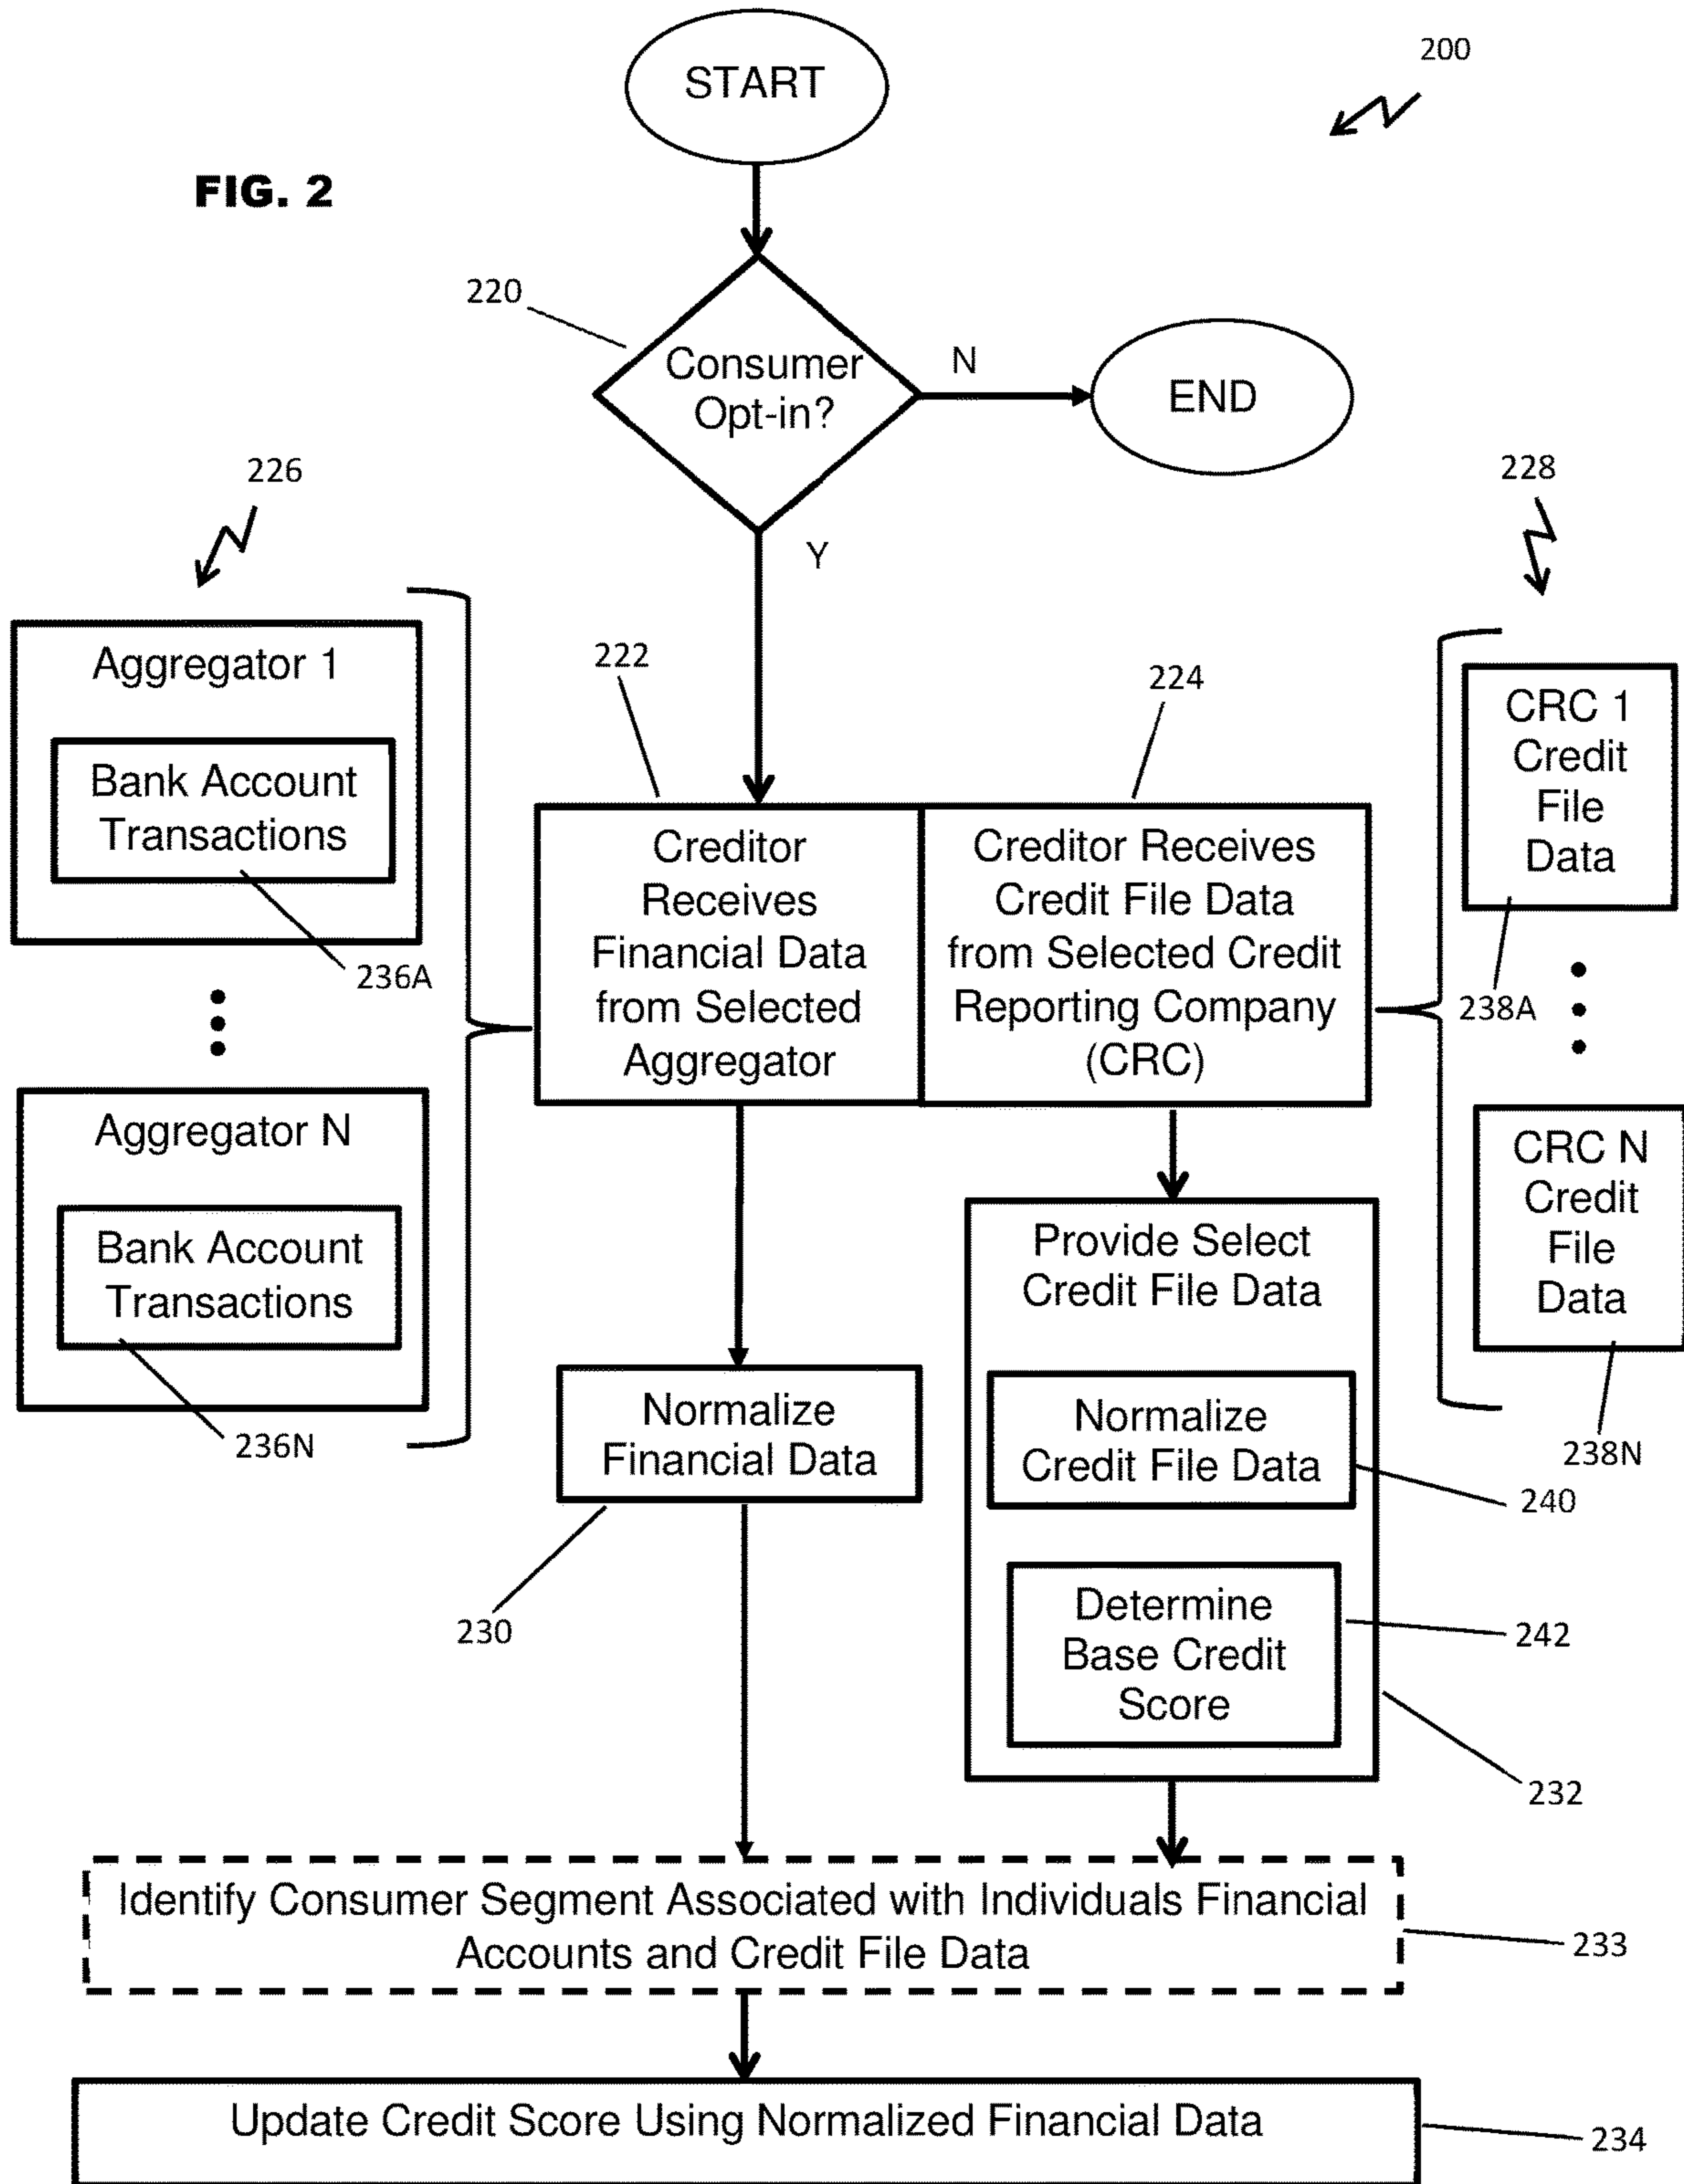 START
200
FIG. 2
220
Consumer
Opt-in?
N
END
Y
226
228
Aggregator 1
Bank Account
Transactions
236A
Aggregator N
Bank Account
Transactions
236N
222
224
Creditor
Receives
Financial Data
from Selected
Aggregator
Creditor Receives
Credit File Data
from Selected Credit
Reporting Company
(CRC)
CRC 1
Credit
File
Data
238A
CRC N
Credit
File
Data
238N
Normalize
Financial Data
230
Provide Select
Credit File Data
Normalize
Credit File Data
240
Determine
Base Credit
Score
242
232
Identify Consumer Segment Associated with Individuals Financial
Accounts and Credit File Data
233
Update Credit Score Using Normalized Financial Data
234